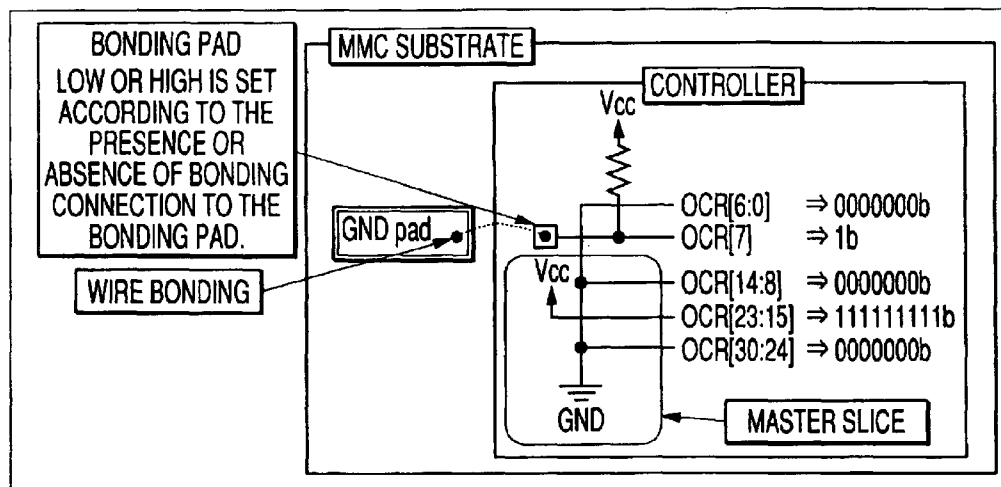 BONDING PAD
LOW OR HIGH IS SET
ACCORDING TO THE
PRESENCE OR
ABSENCE OF BONDING
CONNECTION TO THE
BONDING PAD.
WIRE BONDING
MMC SUBSTRATE
GND pad
CONTROLLER
Vcc
OCR[6:0] ⇒ 0000000b
OCR[7] ⇒ 1b
Vcc
OCR[14:8] ⇒ 0000000b
OCR[23:15] ⇒ 111111111b
OCR[30:24] ⇒ 0000000b
GND
MASTER SLICE